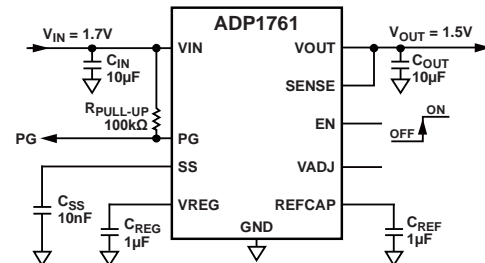 ADP1761
VIN = 1.7V
VIN
VOUT
VOUT = 1.5V
CIN
10µF
COUT
10µF
SENSE
RPULL-UP
100kΩ
EN
ON
OFF
PG
PG
SS
VADJ
CSS
10nF
VREG
REFCAP
CREG
1µF
GND
CREF
1µF